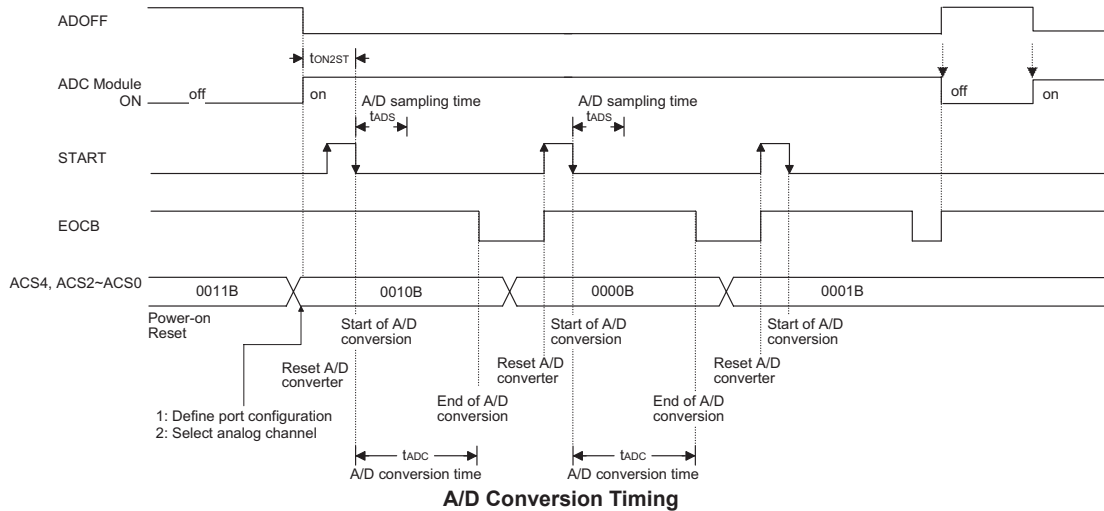 ADOFF
tON2ST
ADC Module
ON
off
on
off
on
A/D sampling time
tADS
A/D sampling time
tADS
START
EOCB
ACS4, ACS2~ACS0
0011B
0010B
0000B
0001B
Power-on
Reset
Start of A/D
conversion
Start of A/D
conversion
Start of A/D
conversion
Reset A/D
converter
Reset A/D
converter
Reset A/D
converter
End of A/D
conversion
End of A/D
conversion
1: Define port configuration
2: Select analog channel
tADC
A/D conversion time
tADC
A/D conversion time
A/D Conversion Timing